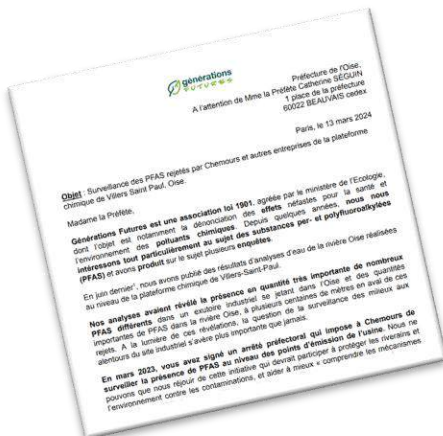 générations
FUTURES
Préfecture de l'Oise,
A l'attention de Mme la Préfète Catherine SÉGUIN
1 place de la préfecture
60022 BEAUVAIS cedex
Paris, le 13 mars 2024
Objet : Surveillance des PFAS rejetés par Chemours et autres entreprises de la plateforme
chimique de Villers Saint Paul, Oise.
Madame la Préfète,
Générations Futures est une association loi 1901, agréée par le ministère de l'Ecologie,
dont l'objet est notamment la dénonciation des effets néfastes pour la santé et
l'environnement des polluants chimiques. Depuis quelques années, nous nous
intéressons tout particulièrement au sujet des substances per- et polyfluoroalkylées
(PFAS) et avons produit sur le sujet plusieurs enquêtes.
En juin dernier¹, nous avons publié des résultats d'analyses d'eau de la rivière Oise réalisées
au niveau de la plateforme chimique de Villers-Saint-Paul.
Nos analyses avaient révélé la présence en quantité très importante de nombreux
PFAS différents dans un exutoire industriel se jetant dans l'Oise et des quantités
importantes de PFAS dans la rivière Oise, à plusieurs centaines de mètres en aval de ces
rejets. A la lumière de ces révélations, la question de la surveillance des milieux aux
alentours du site industriel s'avère plus importante que jamais.
En mars 2023, vous avez signé un arrêté préfectoral qui impose à Chemours de
surveiller la présence de PFAS au niveau des points d'émission de l'usine. Nous ne
pouvons que nous réjouir de cette initiative qui devrait participer à protéger les riverains et
l'environnement contre les contaminations, et aider à mieux « comprendre les mécanismes